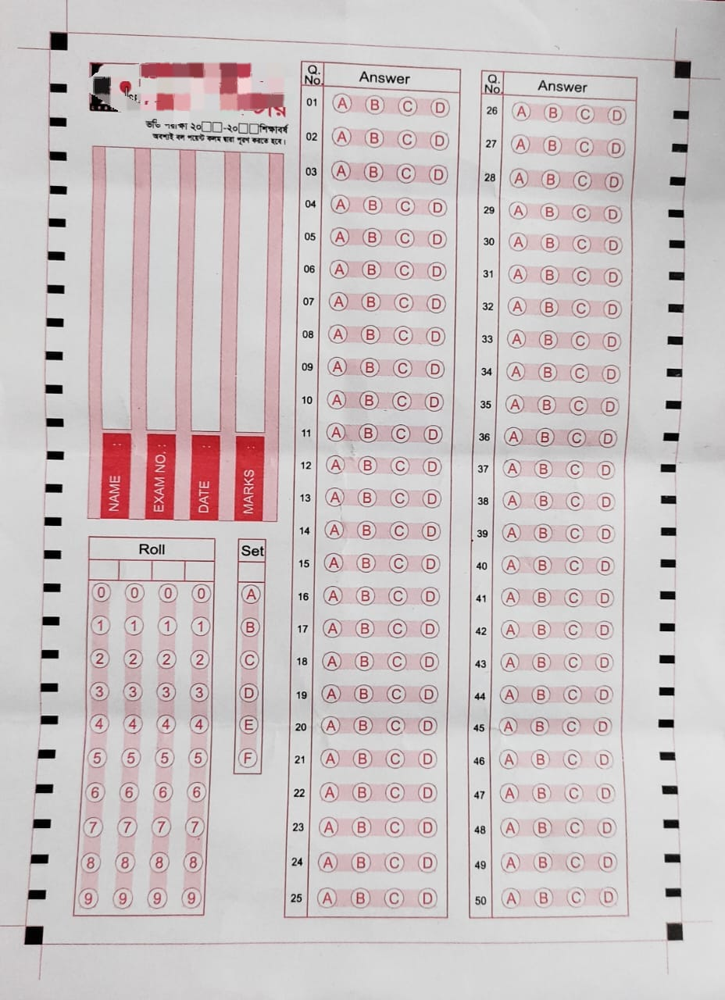 ভর্তি পরীক্ষা ২০□□-২০□□ শিক্ষাবর্ষ
অবশ্যই বল পয়েন্ট কলম দ্বারা পূরণ করতে হবে।
NAME :
EXAM NO. :
DATE :
MARKS :
Roll
0 0 0 0
1 1 1 1
2 2 2 2
3 3 3 3
4 4 4 4
5 5 5 5
6 6 6 6
7 7 7 7
8 8 8 8
9 9 9 9
Set
A
B
C
D
E
F
Q. No. Answer
01 A B C D
02 A B C D
03 A B C D
04 A B C D
05 A B C D
06 A B C D
07 A B C D
08 A B C D
09 A B C D
10 A B C D
11 A B C D
12 A B C D
13 A B C D
14 A B C D
15 A B C D
16 A B C D
17 A B C D
18 A B C D
19 A B C D
20 A B C D
21 A B C D
22 A B C D
23 A B C D
24 A B C D
25 A B C D
Q. No. Answer
26 A B C D
27 A B C D
28 A B C D
29 A B C D
30 A B C D
31 A B C D
32 A B C D
33 A B C D
34 A B C D
35 A B C D
36 A B C D
37 A B C D
38 A B C D
39 A B C D
40 A B C D
41 A B C D
42 A B C D
43 A B C D
44 A B C D
45 A B C D
46 A B C D
47 A B C D
48 A B C D
49 A B C D
50 A B C D